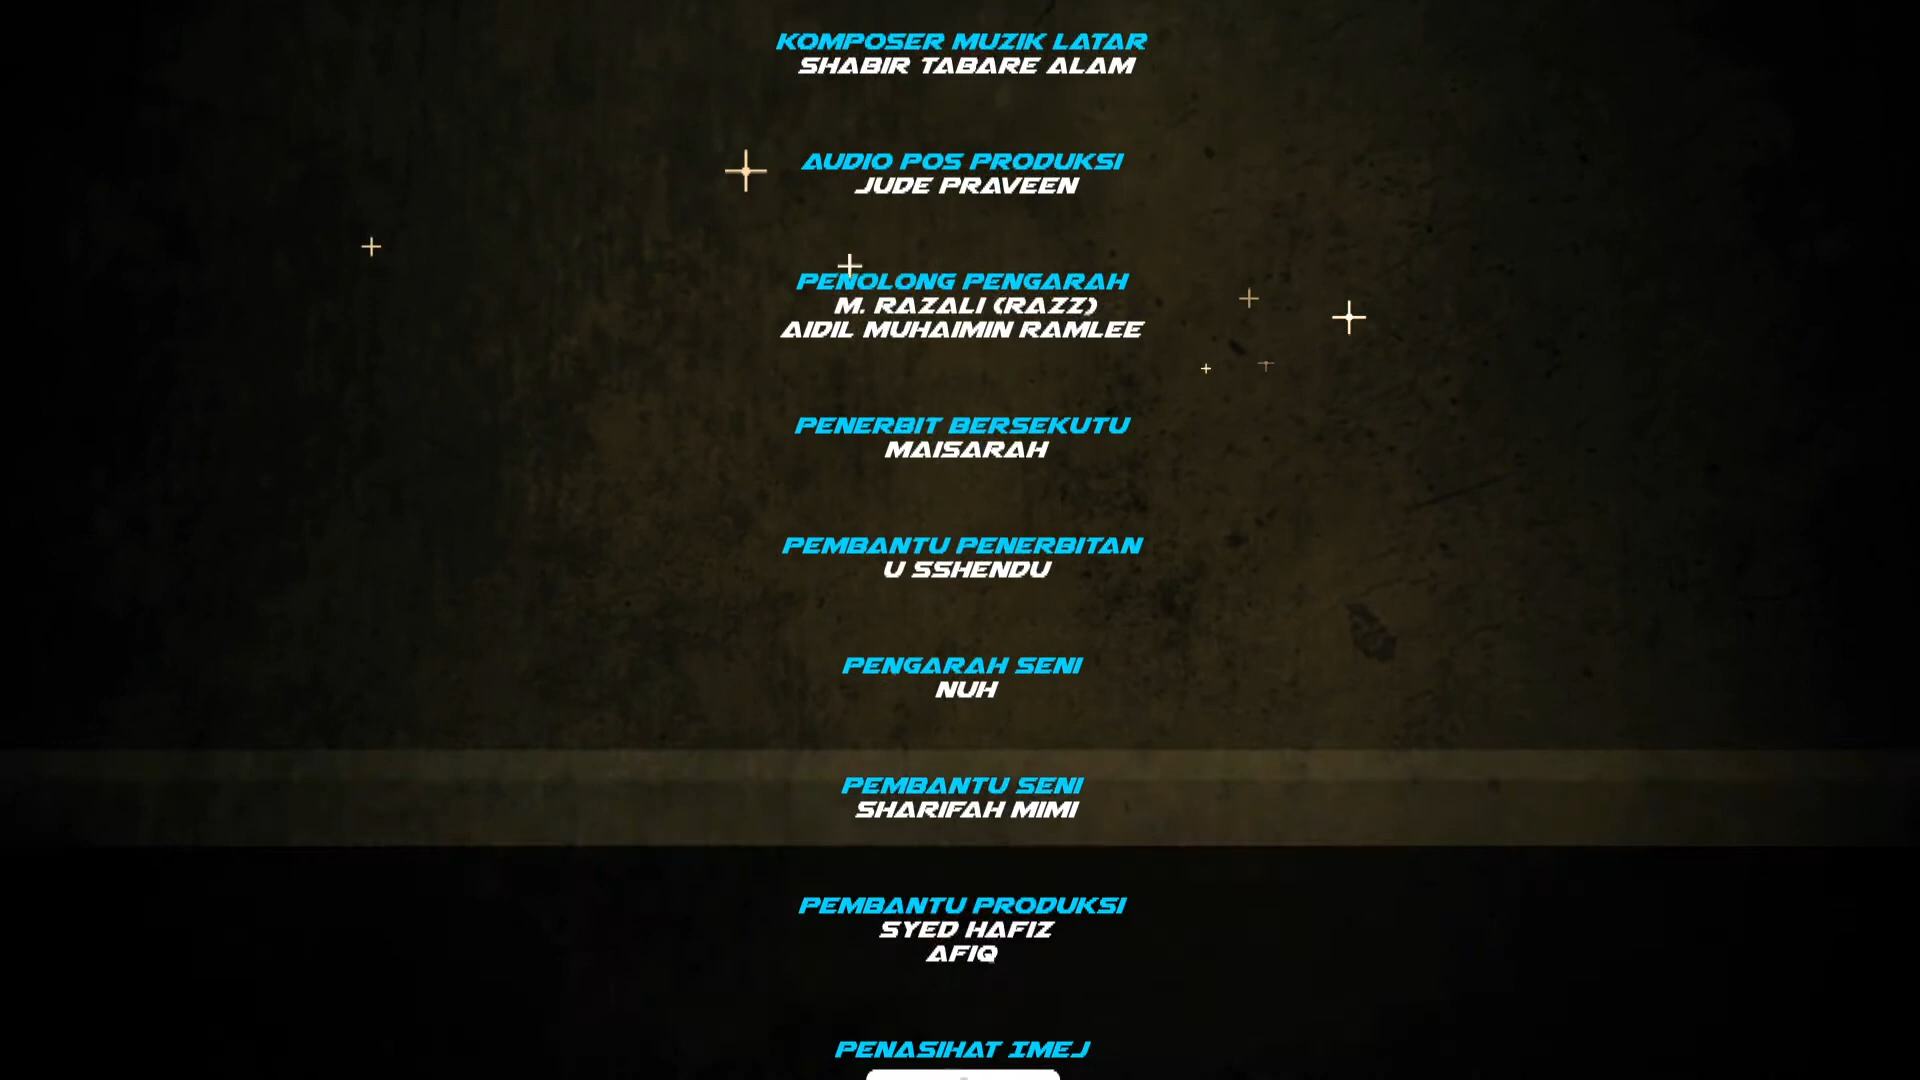 KOMPOSER MUZIK LATAR
SHABIR TABARE ALAM
AUDIO POS PRODUKSI
JUDE PRAVEEN
PENOLONG PENGARAH
M. RAZALI (RAZZ)
AIDIL MUHAIMIN RAMLEE
PENERBIT BERSEKUTU
MAISARAH
PEMBANTU PENERBITAN
U SSHENDU
PENGARAH SENI
NUH
PEMBANTU SENI
SHARIFAH MIMI
PEMBANTU PRODUKSI
SYED HAFIZ
AFIQ
PENASIHAT IMEJ